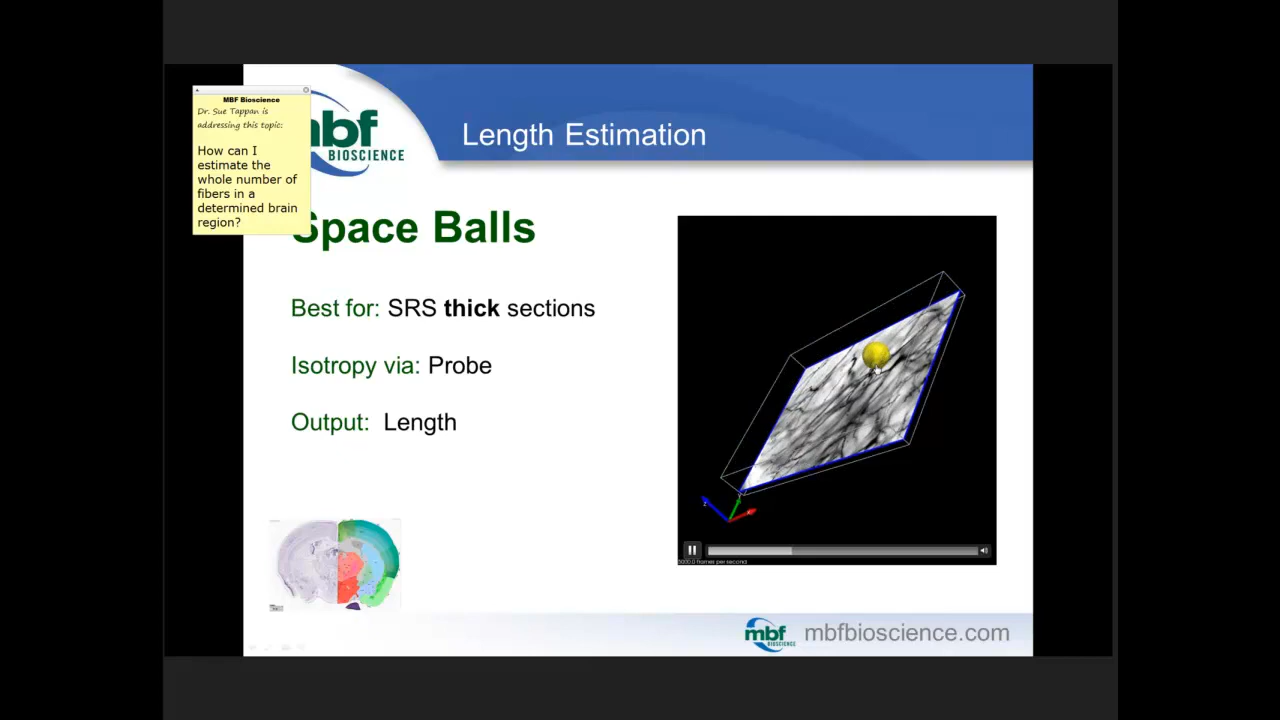 MBF Bioscience
Dr. Sue Tappan is
addressing this topic:
How can I
estimate the
whole number of
fibers in a
determined brain
region?
mbf
BIOSCIENCE
Length Estimation
Space Balls
Best for: SRS thick sections
Isotropy via: Probe
Output: Length
mbf
BIOSCIENCE
mbfbioscience.com